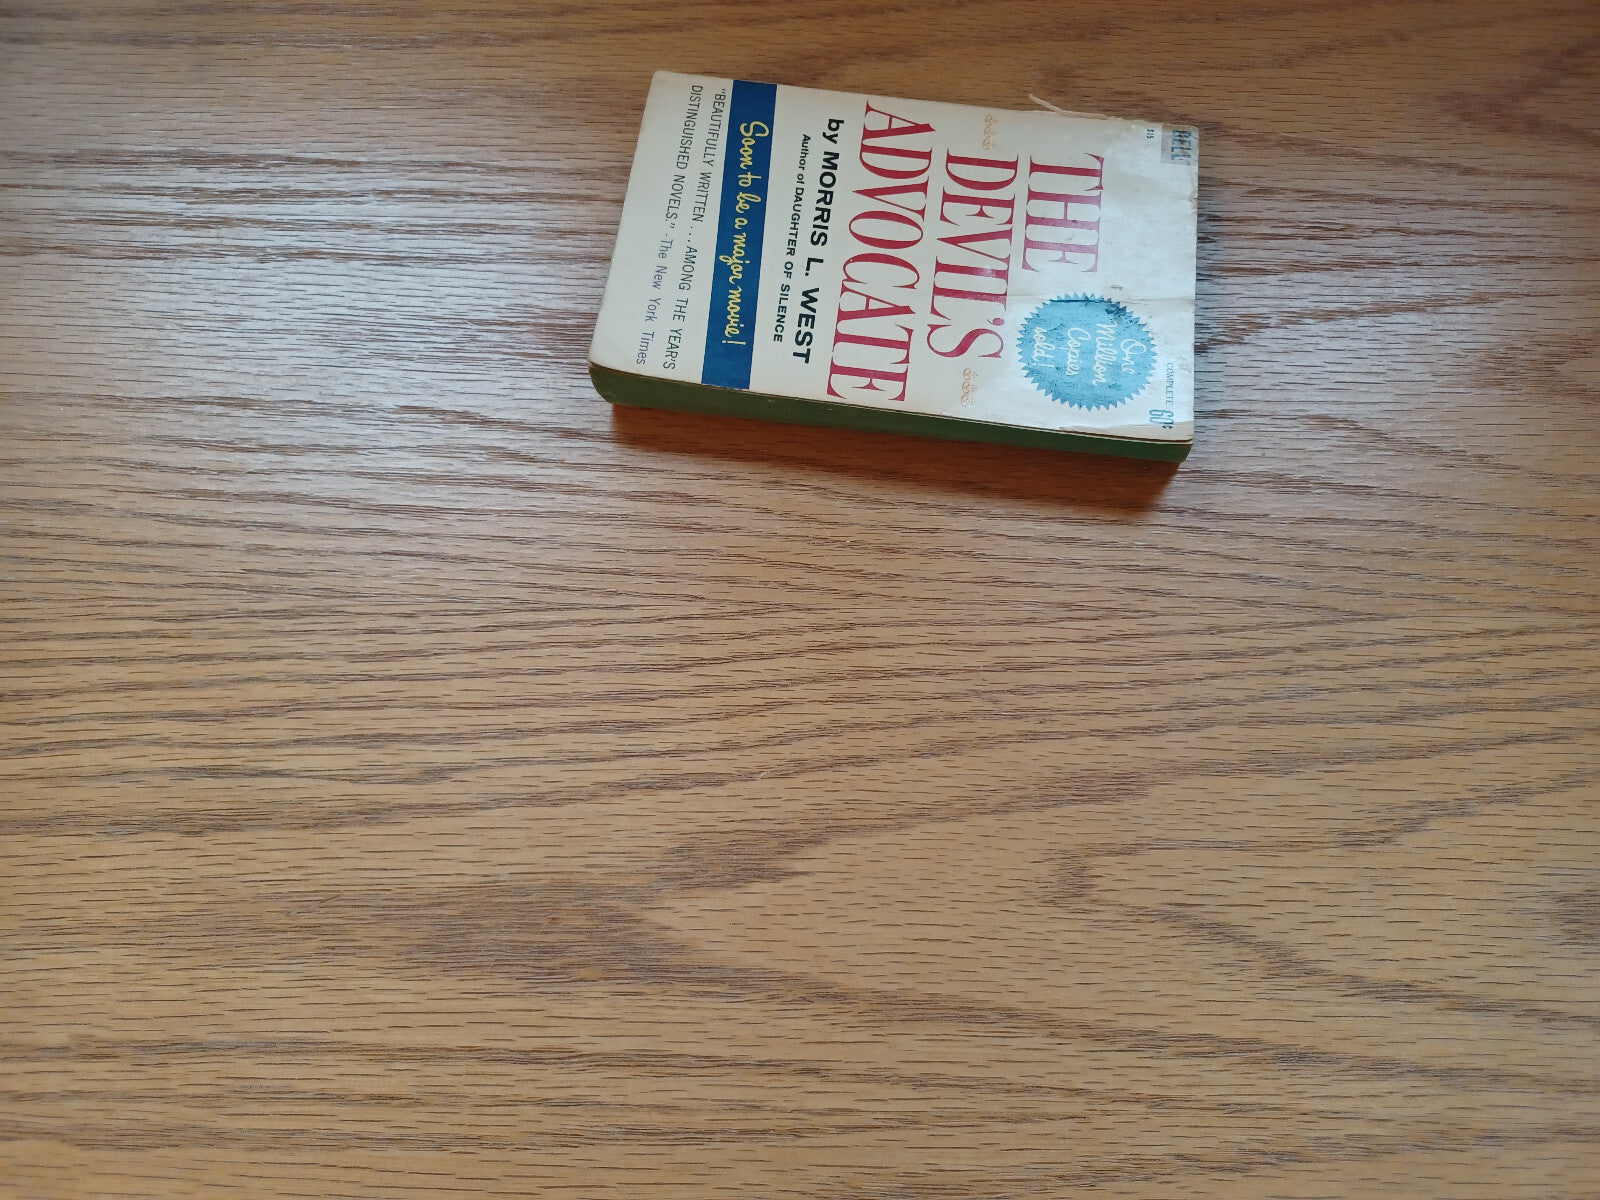 DELL
THE
DEVIL'S
ADVOCATE
by MORRIS L. WEST
Author of DAUGHTER OF SILENCE
Soon to be a major movie!
"BEAUTIFULLY WRITTEN...AMONG THE YEAR'S
DISTINGUISHED NOVELS." -The New York Times
One
Million
Copies
sold!
COMPLETE
60¢